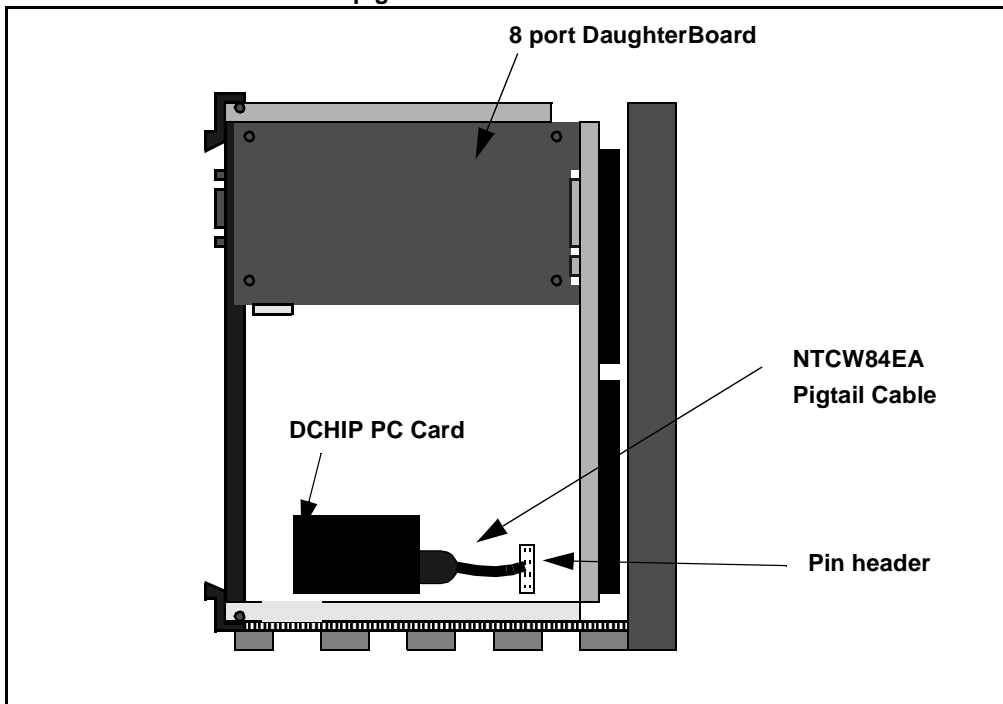 8 port DaughterBoard
NTCW84EA
Pigtail Cable
DCHIP PC Card
Pin header